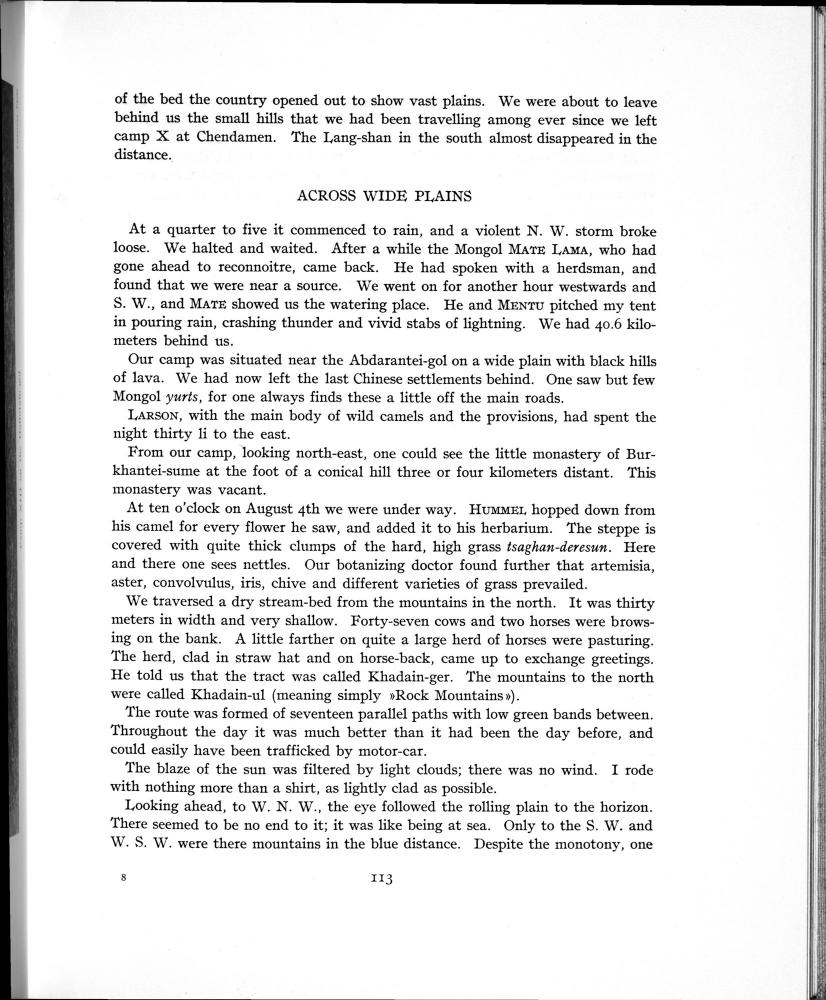 of the bed the country opened out to show vast plains. We were about to leave
behind us the small hills that we had been travelling among ever since we left
camp X at Chendamen. The Lang-shan in the south almost disappeared in the
distance.
ACROSS WIDE PLAINS
At a quarter to five it commenced to rain, and a violent N. W. storm broke
loose. We halted and waited. After a while the Mongol MATE LAMA, who had
gone ahead to reconnoitre, came back. He had spoken with a herdsman, and
found that we were near a source. We went on for another hour westwards and
S. W., and MATE showed us the watering place. He and MENTU pitched my tent
in pouring rain, crashing thunder and vivid stabs of lightning. We had 40.6 kilo-
meters behind us.
Our camp was situated near the Abdarantei-gol on a wide plain with black hills
of lava. We had now left the last Chinese settlements behind. One saw but few
Mongol yurts, for one always finds these a little off the main roads.
LARSON, with the main body of wild camels and the provisions, had spent the
night thirty li to the east.
From our camp, looking north-east, one could see the little monastery of Bur-
khantei-sume at the foot of a conical hill three or four kilometers distant. This
monastery was vacant.
At ten o'clock on August 4th we were under way. HUMMEL hopped down from
his camel for every flower he saw, and added it to his herbarium. The steppe is
covered with quite thick clumps of the hard, high grass tsaghan-deresun. Here
and there one sees nettles. Our botanizing doctor found further that artemisia,
aster, convolvulus, iris, chive and different varieties of grass prevailed.
We traversed a dry stream-bed from the mountains in the north. It was thirty
meters in width and very shallow. Forty-seven cows and two horses were brows-
ing on the bank. A little farther on quite a large herd of horses were pasturing.
The herd, clad in straw hat and on horse-back, came up to exchange greetings.
He told us that the tract was called Khadain-ger. The mountains to the north
were called Khadain-ul (meaning simply »Rock Mountains»).
The route was formed of seventeen parallel paths with low green bands between.
Throughout the day it was much better than it had been the day before, and
could easily have been trafficked by motor-car.
The blaze of the sun was filtered by light clouds; there was no wind. I rode
with nothing more than a shirt, as lightly clad as possible.
Looking ahead, to W. N. W., the eye followed the rolling plain to the horizon.
There seemed to be no end to it; it was like being at sea. Only to the S. W. and
W. S. W. were there mountains in the blue distance. Despite the monotony, one
8
113